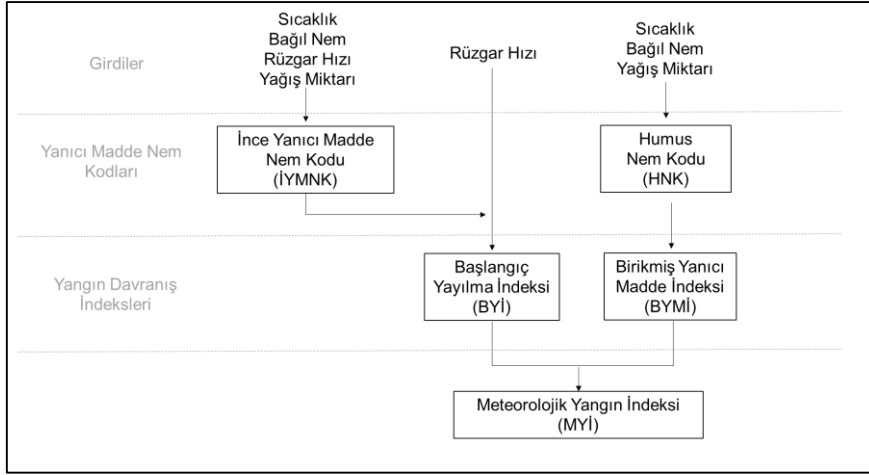 Girdiler
Sıcaklık
Bağıl Nem
Rüzgar Hızı
Yağış Miktarı
Rüzgar Hızı
Sıcaklık
Bağıl Nem
Yağış Miktarı
Yanıcı Madde Nem
Kodları
İnce Yanıcı Madde
Nem Kodu
(İYMNK)
Humus
Nem Kodu
(HNK)
Yangın Davranış
İndeksleri
Başlangıç
Yayılma İndeksi
(BYİ)
Birikmiş Yanıcı
Madde İndeksi
(BYMİ)
Meteorolojik Yangın İndeksi
(MYİ)